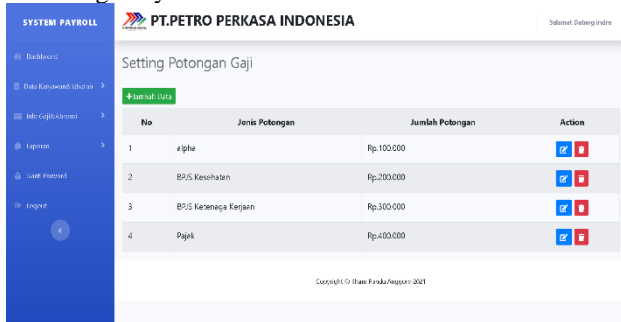 SYSTEM PAYROLL
PT.PETRO PERKASA INDONESIA
Selamat Datang indra
Dashboard
Data Karyawan&Jabatan
Info Gaji&Absensi
Laporan
Ganti Password
Logout
Setting Potongan Gaji
+Tambah Data
No Jenis Potongan Jumlah Potongan Action
1 alpha Rp.100.000
2 BPJS Kesehatan Rp.200.000
3 BPJS Ketenaga Kerjaan Rp.300.000
4 Pajak Rp.400.000
Copyright © Ilham Pandu Anggoro 2021